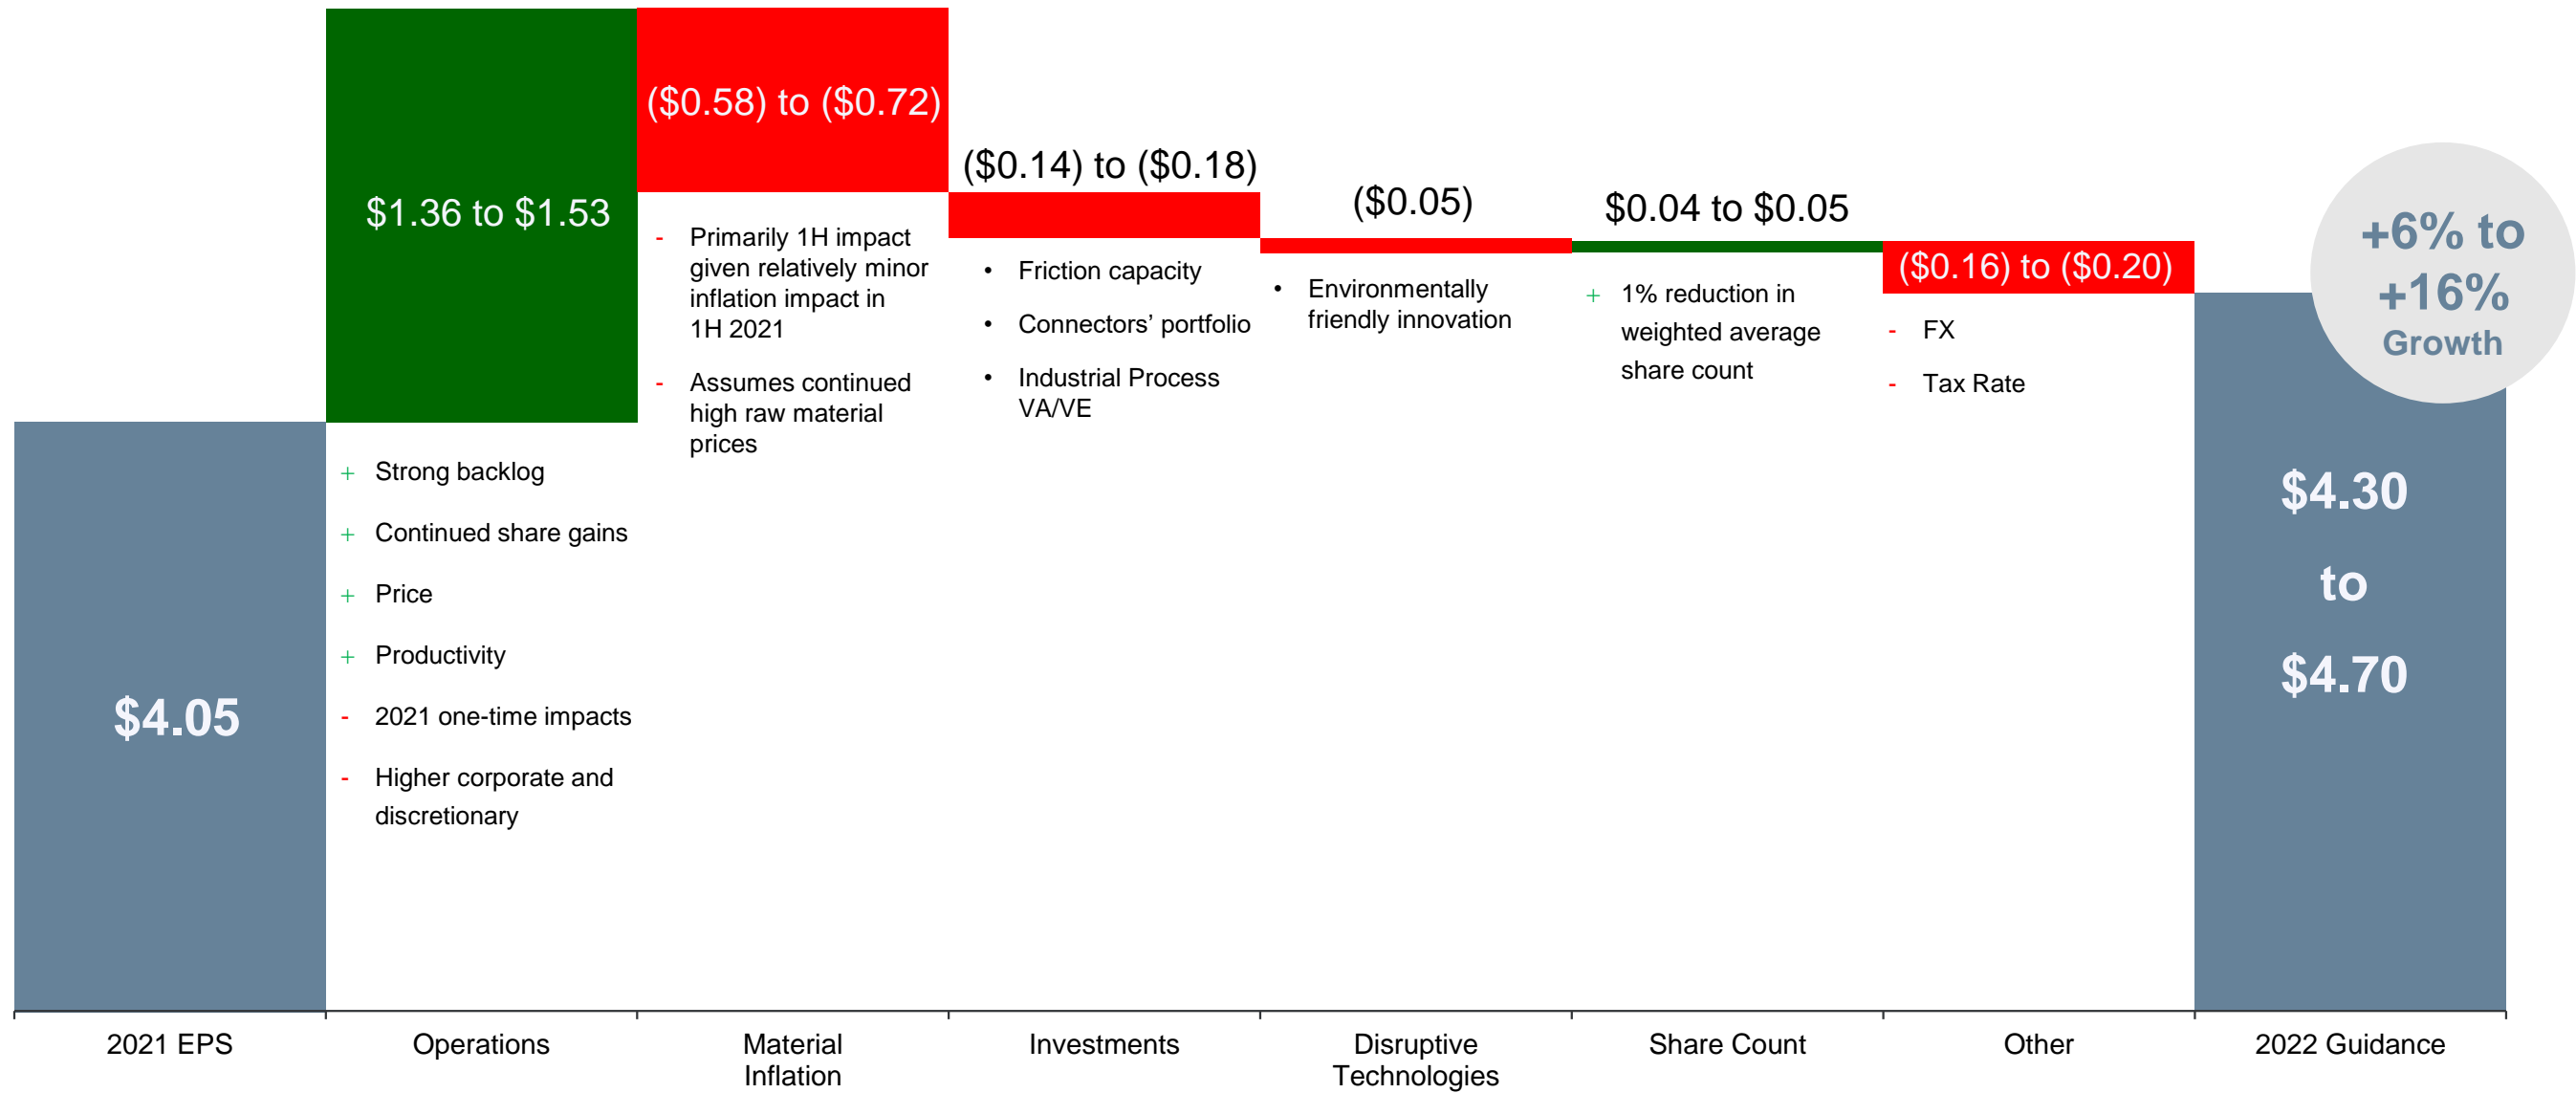 $4.05
$1.36 to $1.53
+ Strong backlog
+ Continued share gains
+ Price
+ Productivity
- 2021 one-time impacts
- Higher corporate and
discretionary
($0.58) to ($0.72)
- Primarily 1H impact
given relatively minor
inflation impact in
1H 2021
- Assumes continued
high raw material
prices
($0.14) to ($0.18)
• Friction capacity
• Connectors’ portfolio
• Industrial Process
VA/VE
($0.05)
• Environmentally
friendly innovation
$0.04 to $0.05
+ 1% reduction in
weighted average
share count
($0.16) to ($0.20)
- FX
- Tax Rate
+6% to
+16%
Growth
$4.30
to
$4.70
2021 EPS
Operations
Material
Inflation
Investments
Disruptive
Technologies
Share Count
Other
2022 Guidance